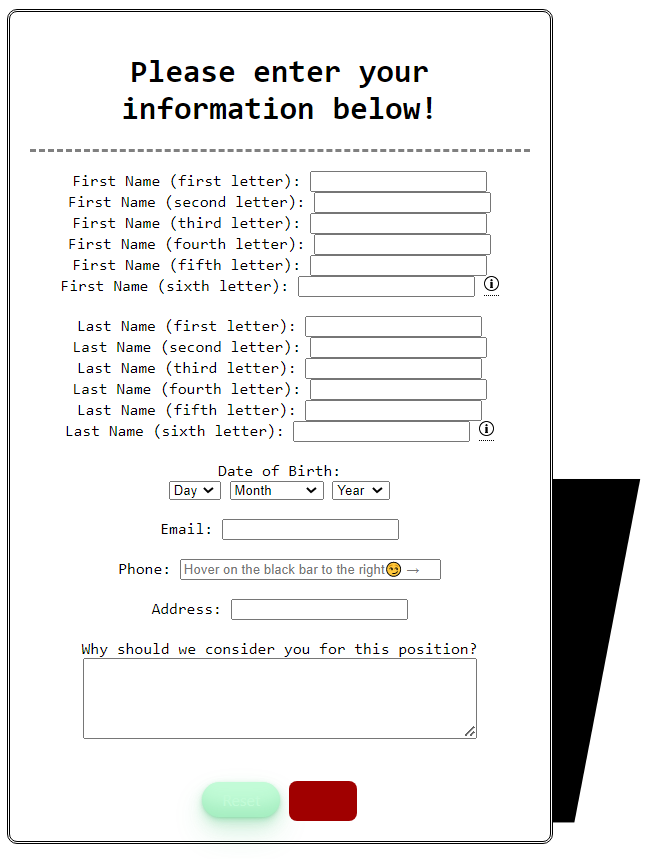 Please enter your
information below!
First Name (first letter):
First Name (second letter):
First Name (third letter):
First Name (fourth letter):
First Name (fifth letter):
First Name (sixth letter): ⓘ
Last Name (first letter):
Last Name (second letter):
Last Name (third letter):
Last Name (fourth letter):
Last Name (fifth letter):
Last Name (sixth letter): ⓘ
Date of Birth:
Day Month Year
Email:
Phone: Hover on the black bar to the right😏 →
Address:
Why should we consider you for this position?
Reset